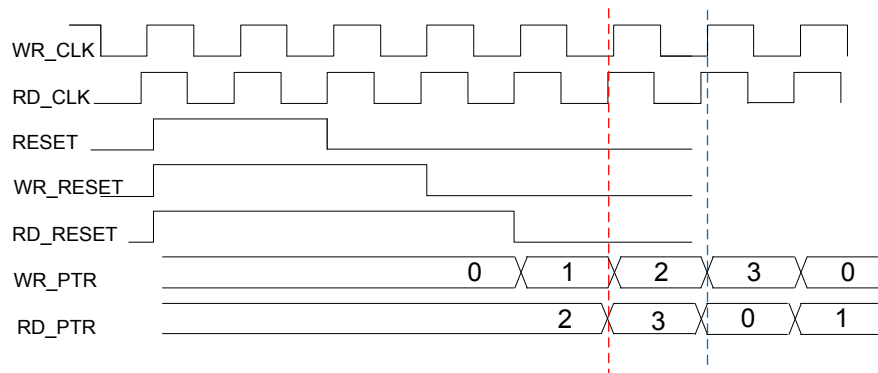 WR_CLK
RD_CLK
RESET
WR_RESET
RD_RESET
WR_PTR 0 1 2 3 0
RD_PTR 2 3 0 1